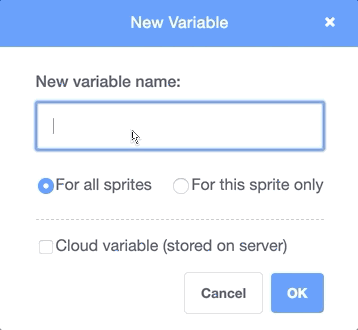 New Variable
New variable name:
For all sprites For this sprite only
Cloud variable (stored on server)
Cancel OK